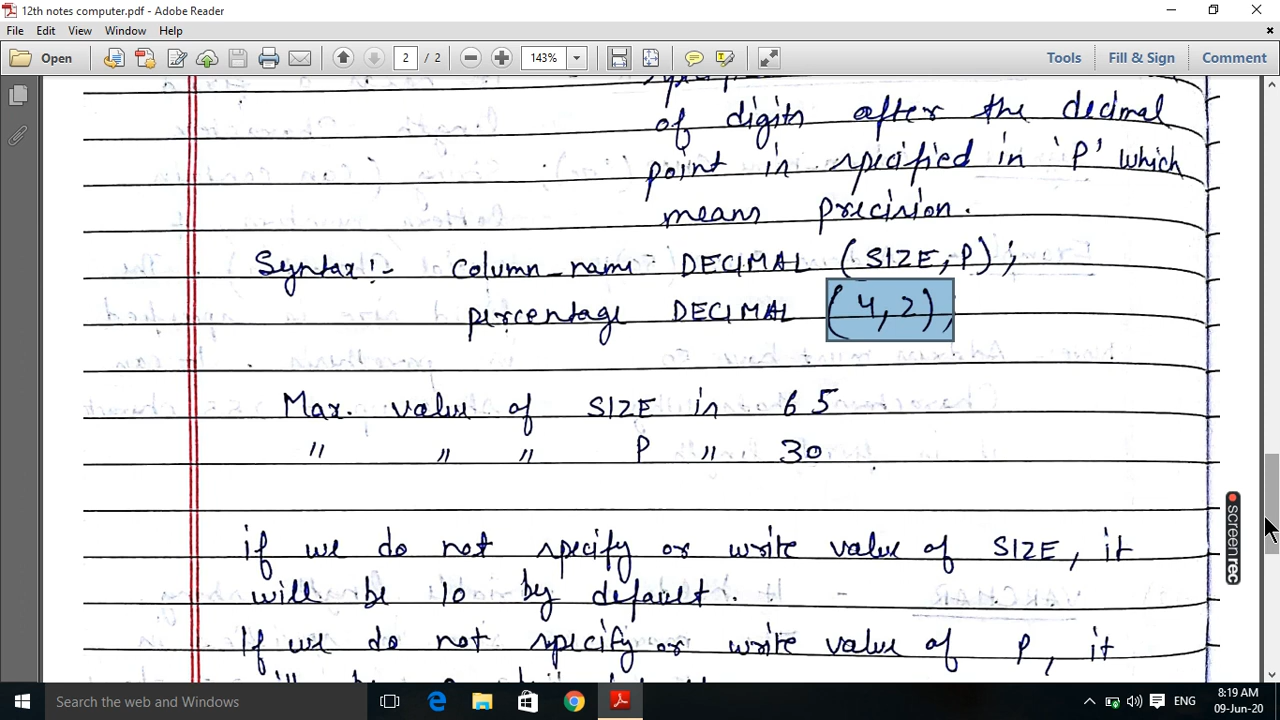 12th notes computer.pdf - Adobe Reader
File Edit View Window Help
Open 2 / 2 143% Tools Fill & Sign Comment
of digits after the decimal
point is specified in 'P' which
means precision.
Syntax:- Column_name DECIMAL (SIZE, P);
percentage DECIMAL (4,2);
Max. value of SIZE is 65
" " " P " 30
if we do not specify or write value of SIZE, it
will be 10 by default.
If we do not specify or write value of P, it
screenrec
Search the web and Windows
ENG
8:19 AM
09-Jun-20